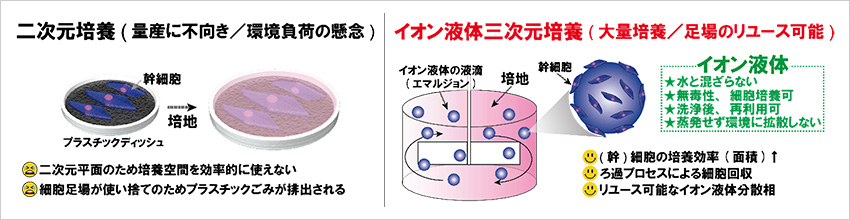 二次元培養（量産に不向き／環境負荷の懸念）
幹細胞
培地
プラスチックディッシュ
二次元平面のため培養空間を効率的に使えない
細胞足場が使い捨てのためプラスチックごみが排出される
イオン液体三次元培養（大量培養／足場のリユース可能）
イオン液体の液滴
（エマルジョン）
培地
幹細胞
イオン液体
★水と混ざらない
★無毒性、細胞培養可
★洗浄後、再利用可
★蒸発せず環境に拡散しない
（幹）細胞の培養効率（面積）↑
ろ過プロセスによる細胞回収
リユース可能なイオン液体分散相